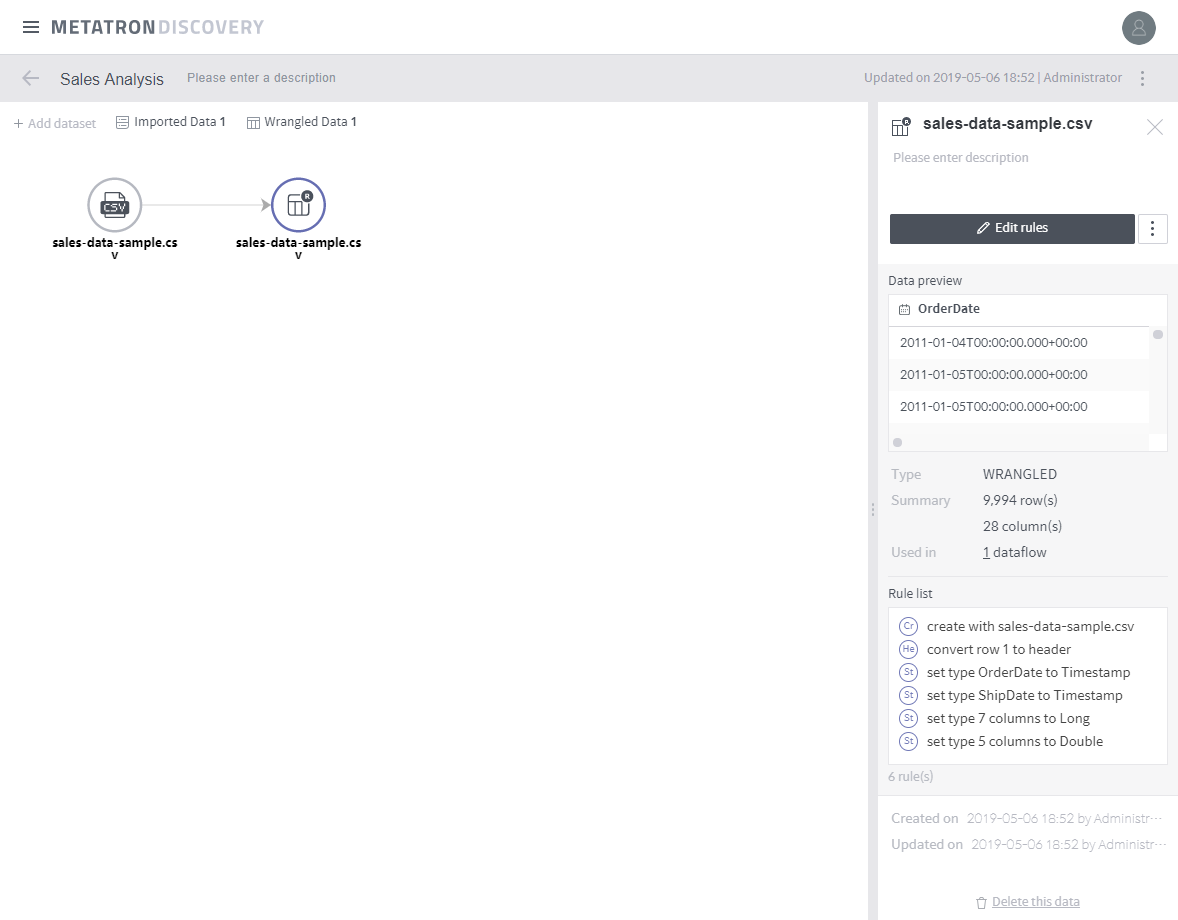 METATRONDISCOVERY
Sales Analysis Please enter a description Updated on 2019-05-06 18:52 | Administrator
+ Add dataset Imported Data 1 Wrangled Data 1
CSV
sales-data-sample.cs
v
R
sales-data-sample.cs
v
R
sales-data-sample.csv
Please enter description
Edit rules
Data preview
OrderDate
2011-01-04T00:00:00.000+00:00
2011-01-05T00:00:00.000+00:00
2011-01-05T00:00:00.000+00:00
Type WRANGLED
Summary 9,994 row(s)
28 column(s)
Used in 1 dataflow
Rule list
Cr create with sales-data-sample.csv
He convert row 1 to header
St set type OrderDate to Timestamp
St set type ShipDate to Timestamp
St set type 7 columns to Long
St set type 5 columns to Double
6 rule(s)
Created on 2019-05-06 18:52 by Administr···
Updated on 2019-05-06 18:52 by Administr···
Delete this data